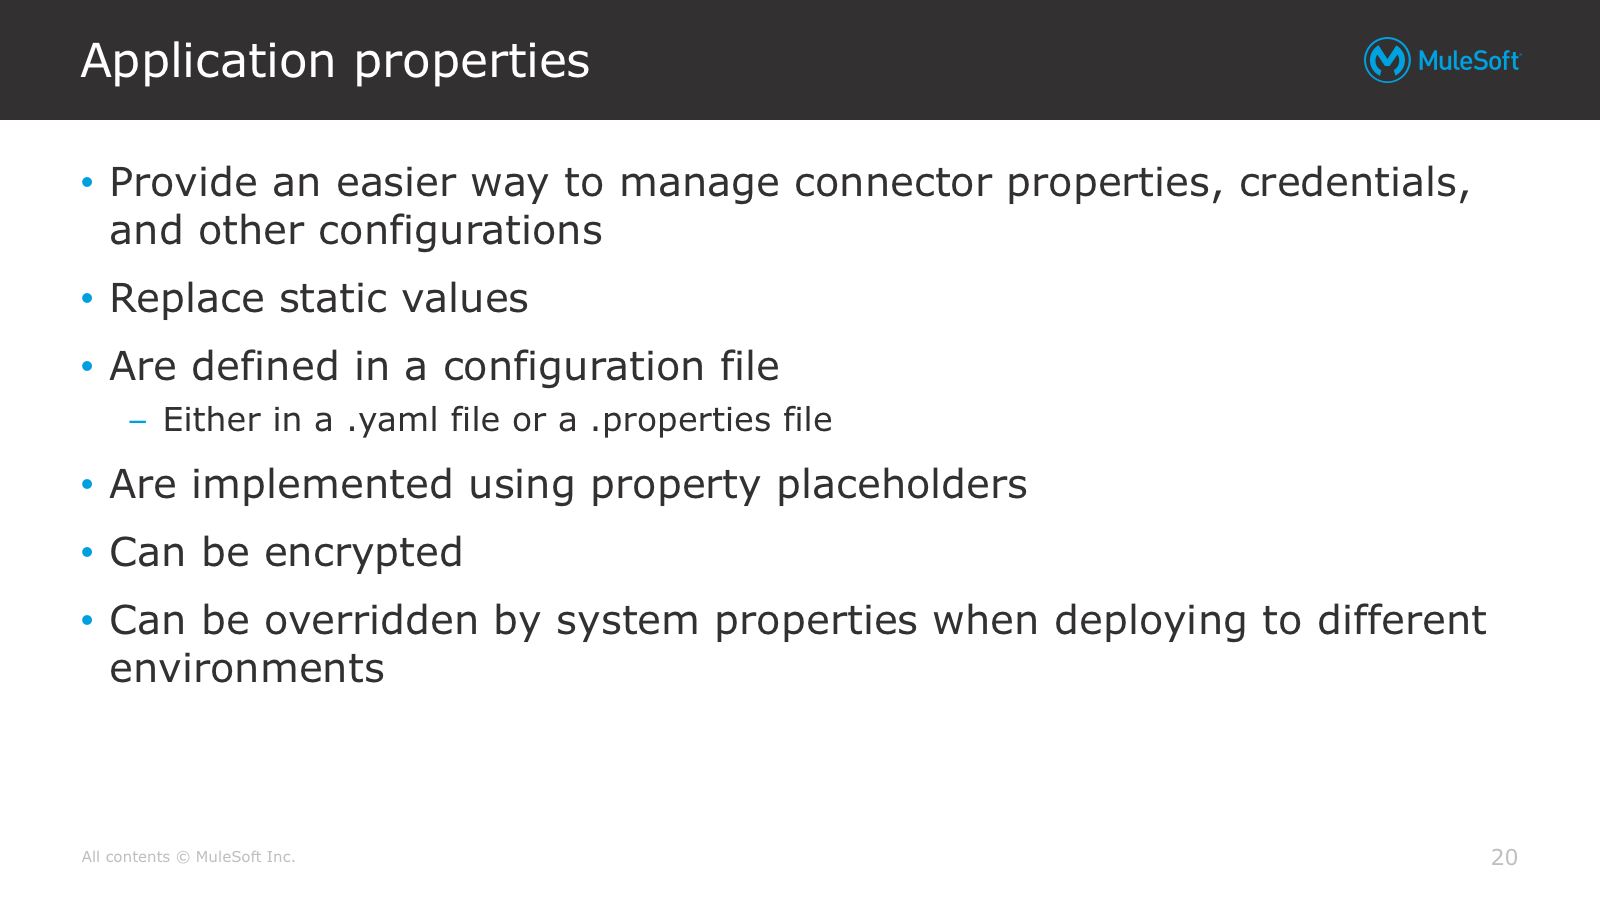 Application properties
MuleSoft
• Provide an easier way to manage connector properties, credentials,
and other configurations
• Replace static values
• Are defined in a configuration file
– Either in a .yaml file or a .properties file
• Are implemented using property placeholders
• Can be encrypted
• Can be overridden by system properties when deploying to different
environments
All contents © MuleSoft Inc.
20